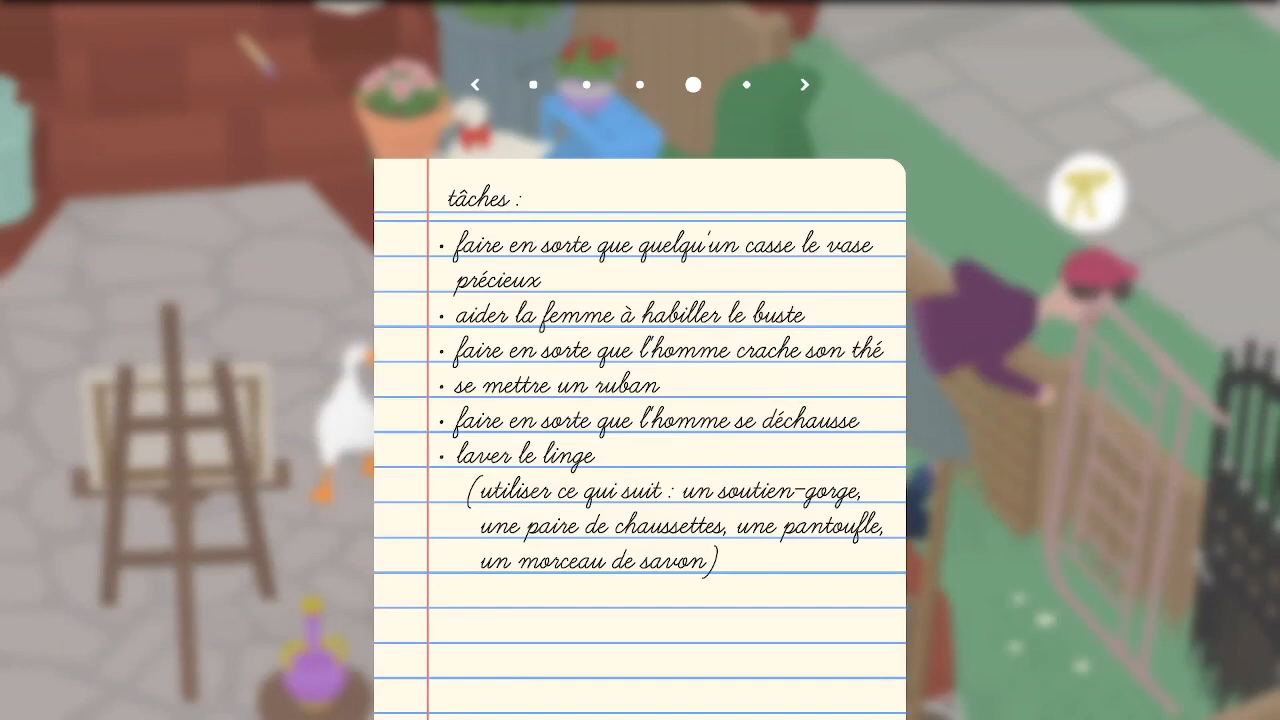 tâches :
• faire en sorte que quelqu'un casse le vase
précieux
• aider la femme à habiller le buste
• faire en sorte que l'homme crache son thé
• se mettre un ruban
• faire en sorte que l'homme se déchausse
• laver le linge
(utiliser ce qui suit : un soutien-gorge,
une paire de chaussettes, une pantoufle,
un morceau de savon)